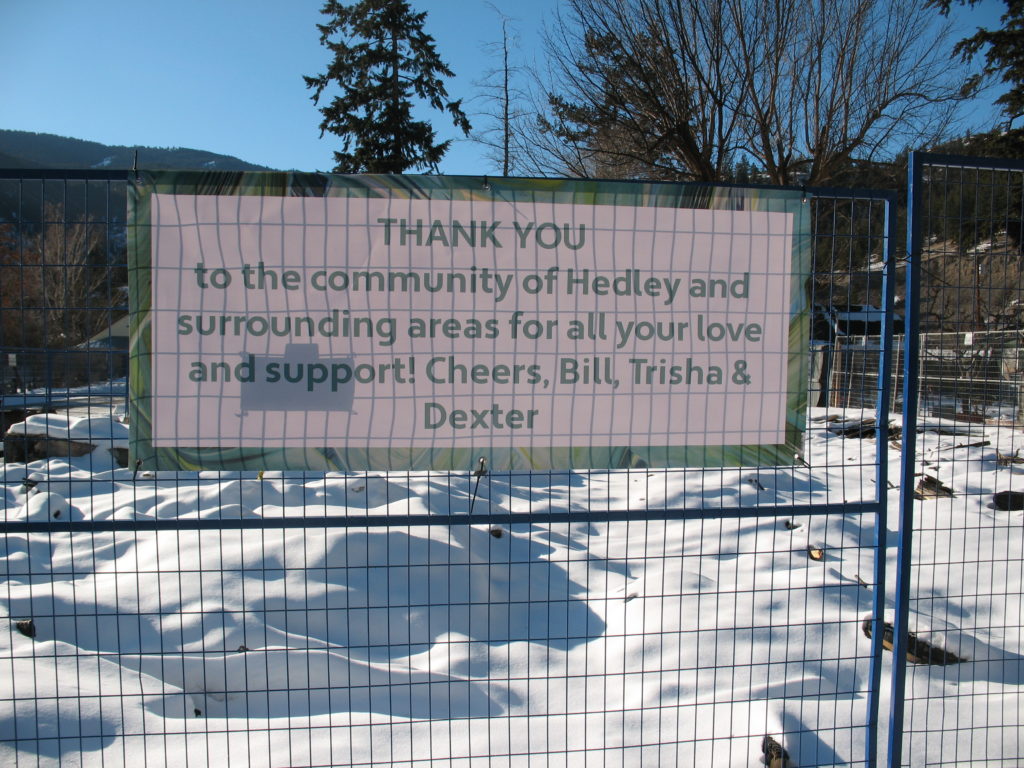 THANK YOU
to the community of Hedley and
surrounding areas for all your love
and support! Cheers, Bill, Trisha &
Dexter